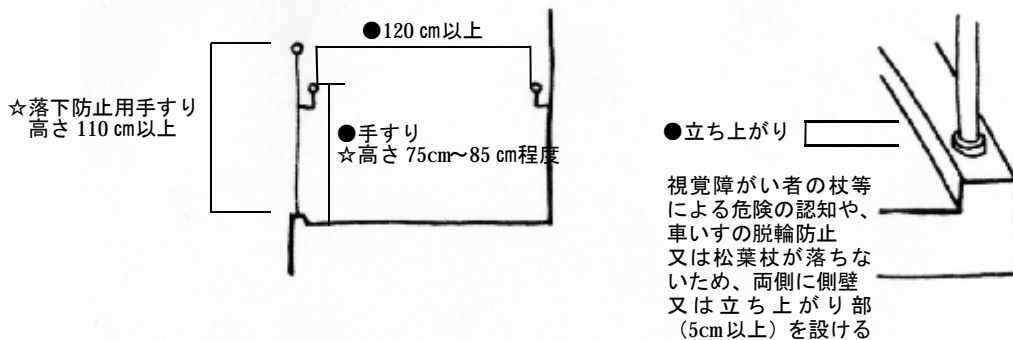 ●120 ㎝以上
☆落下防止用手すり
高さ 110 ㎝以上
●手すり
☆高さ 75cm～85 ㎝程度
●立ち上がり
視覚障がい者の杖等
による危険の認知や、
車いすの脱輪防止
又は松葉杖が落ちな
いため、両側に側壁
又は立ち上がり部
（5cm以上）を設ける